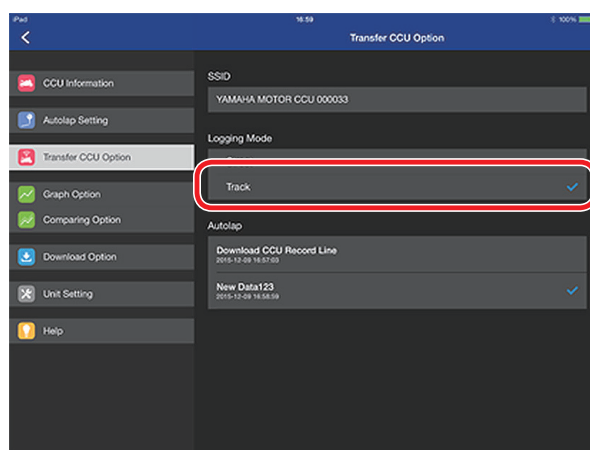 iPad 16:59 100%
Transfer CCU Option
SSID
CCU Information
YAMAHA MOTOR CCU 000033
Autolap Setting
Logging Mode
Transfer CCU Option
Track
Graph Option
Comparing Option
Autolap
Download Option
Download CCU Record Line
2015-12-09 16:57:03
Unit Setting
New Data123
2015-12-09 16:58:59
Help